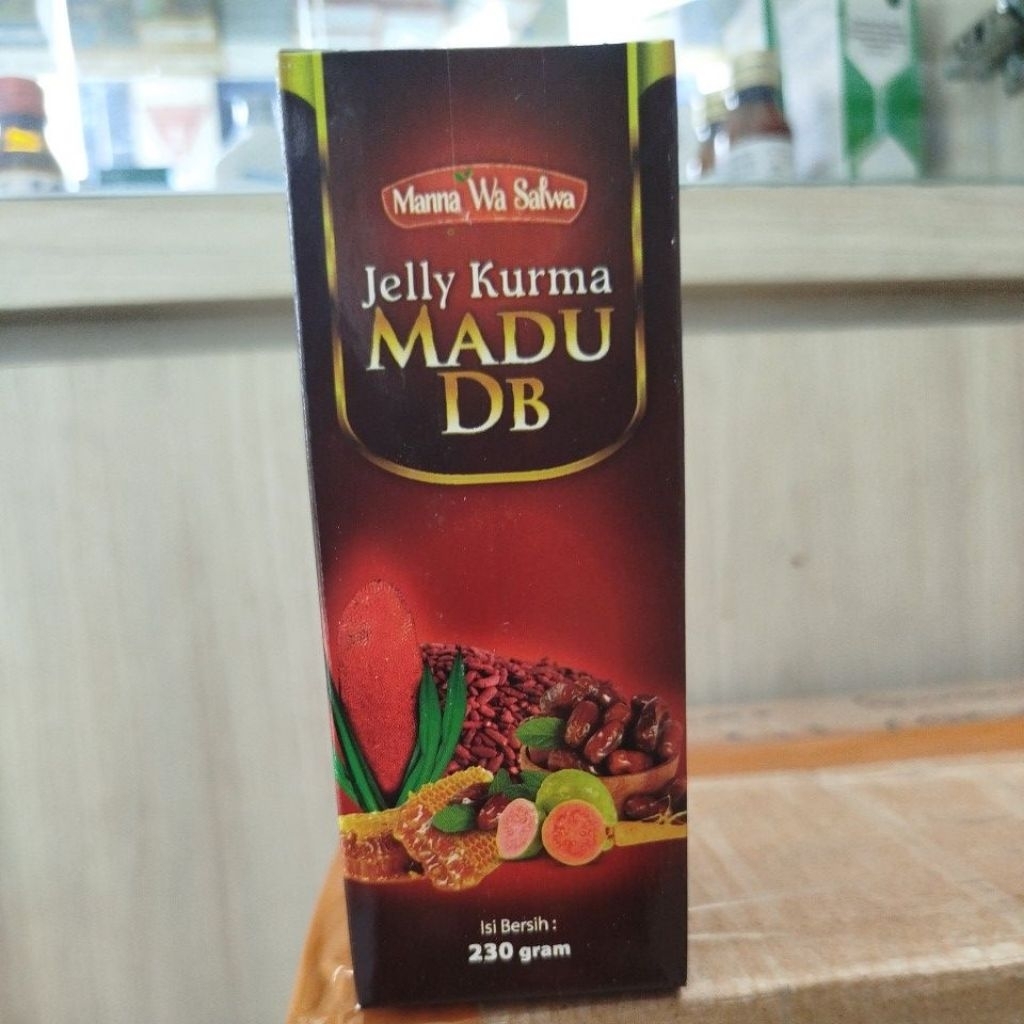 Manna Wa Salwa
Jelly Kurma
MADU
DB
Isi Bersih :
230 gram